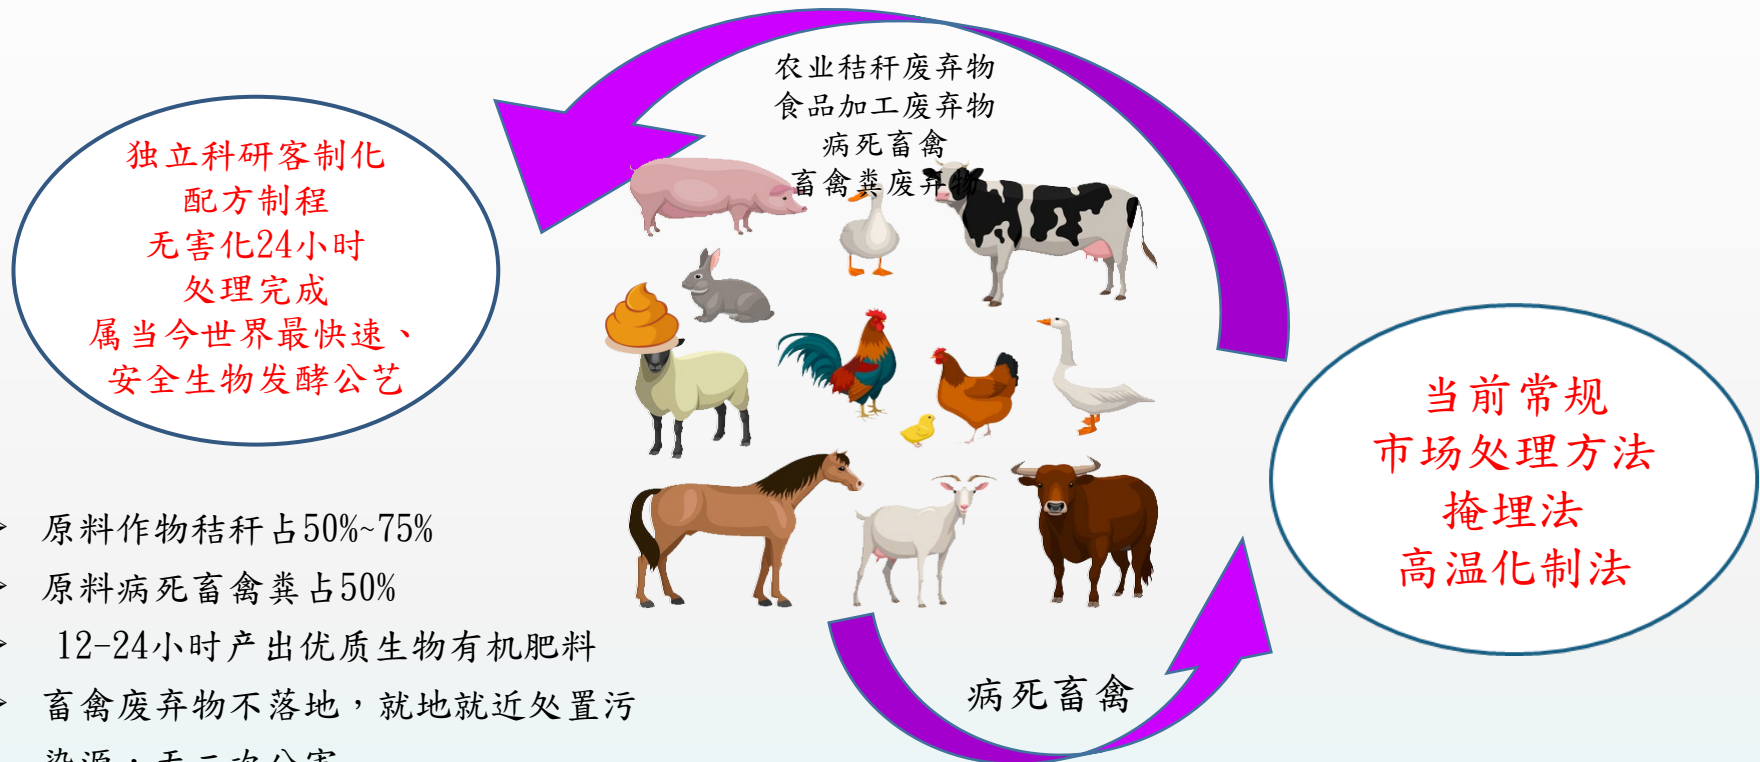 农业秸秆废弃物
食品加工废弃物
病死畜禽
畜禽粪废弃物
独立科研客制化
配方制程
无害化24小时
处理完成
属当今世界最快速、
安全生物发酵公艺
当前常规
市场处理方法
掩埋法
高温化制法
原料作物秸秆占50%~75%
原料病死畜禽粪占50%
12-24小时产出优质生物有机肥料
畜禽废弃物不落地，就地就近处置污
染源，无二次公害
病死畜禽